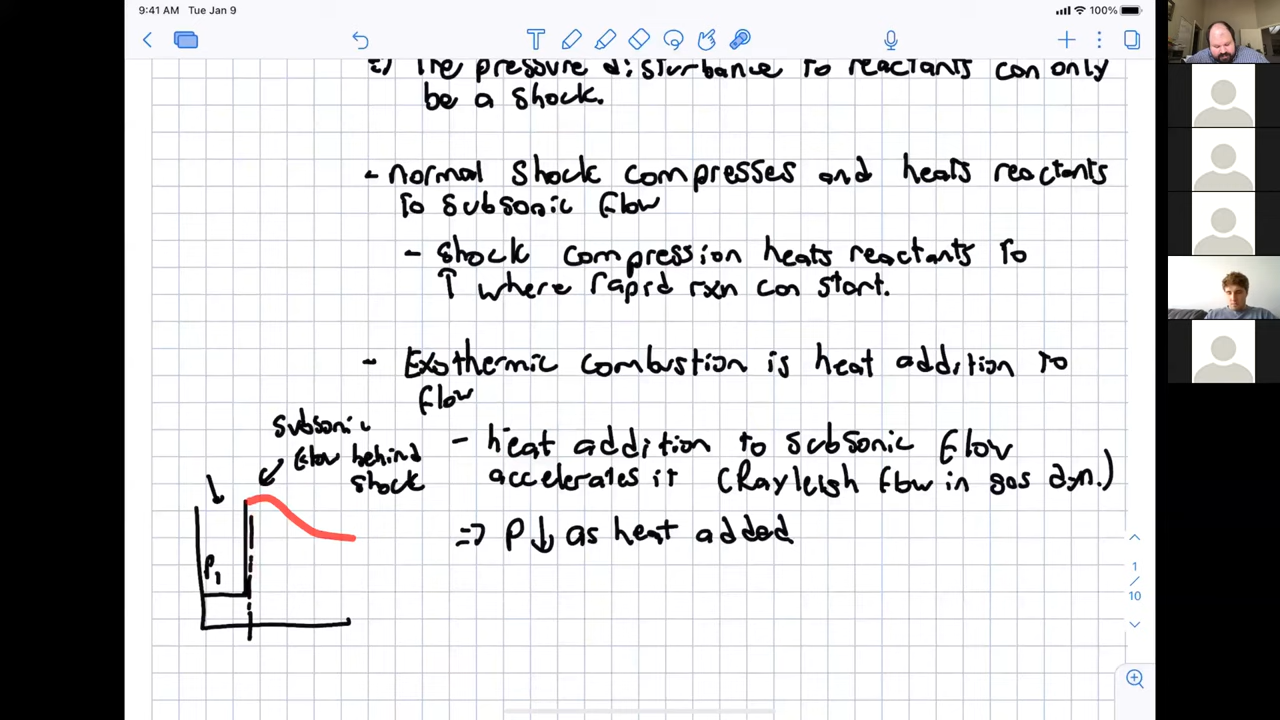 9:41 AM Tue Jan 9
100%
The pressure disturbance to reactants can only
be a shock.
- normal shock compresses and heats reactants
to subsonic flow
- shock compression heats reactants to
T where rapid rxn can start.
- Exothermic combustion is heat addition to
flow
subsonic
flow behind
shock
- heat addition to subsonic flow
accelerates it (Rayleigh flow in gas dyn.)
=> P↓ as heat added
P1
1
/
10